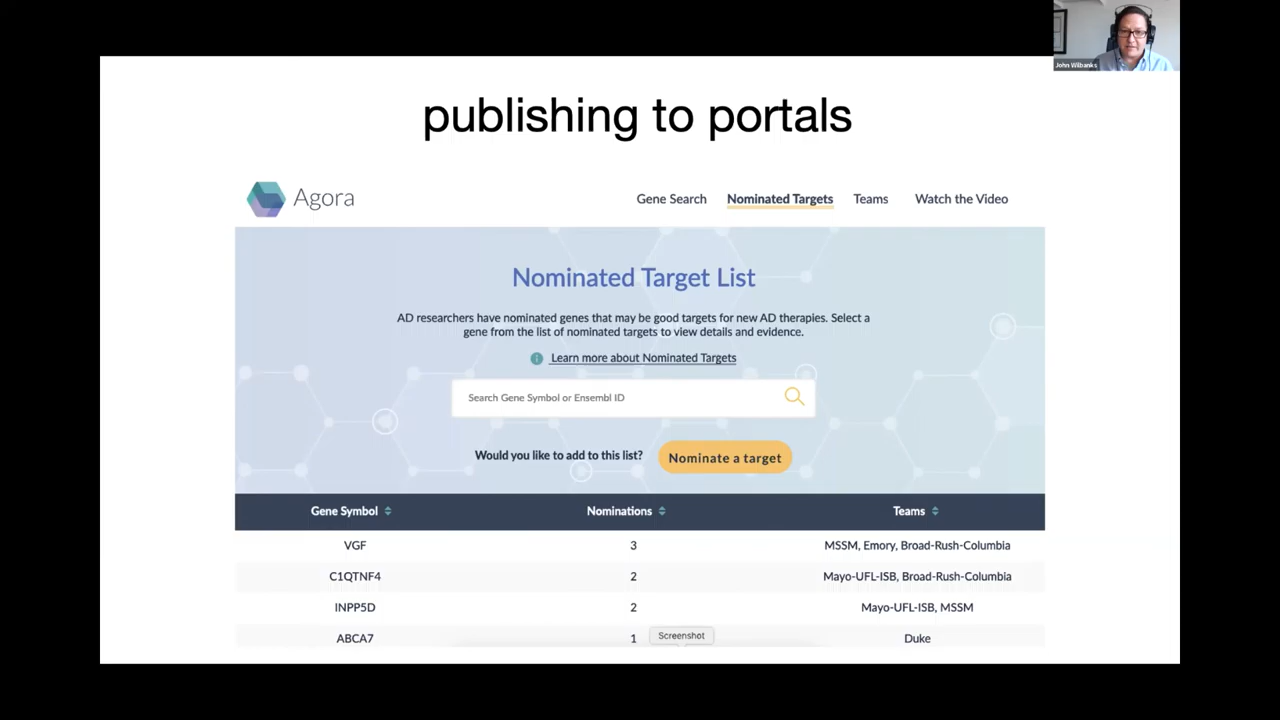 John Wilbanks
publishing to portals
Agora
Gene Search Nominated Targets Teams Watch the Video
Nominated Target List
AD researchers have nominated genes that may be good targets for new AD therapies. Select a
gene from the list of nominated targets to view details and evidence.
i Learn more about Nominated Targets
Search Gene Symbol or Ensembl ID
Would you like to add to this list? Nominate a target
Gene Symbol Nominations Teams
VGF 3 MSSM, Emory, Broad-Rush-Columbia
C1QTNF4 2 Mayo-UFL-ISB, Broad-Rush-Columbia
INPP5D 2 Mayo-UFL-ISB, MSSM
ABCA7 1 Duke
Screenshot